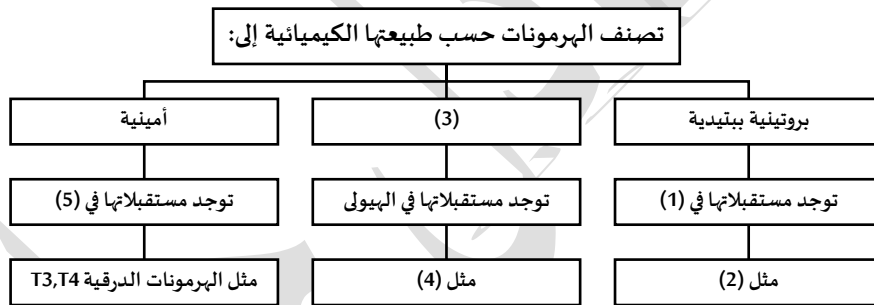 تصنف الهرمونات حسب طبيعتها الكيميائية إلى:
بروتينية ببتيدية
(3)
أمينية
توجد مستقبلاتها في (1)
توجد مستقبلاتها في الهيولى
توجد مستقبلاتها في (5)
مثل (2)
مثل (4)
مثل الهرمونات الدرقية T3,T4